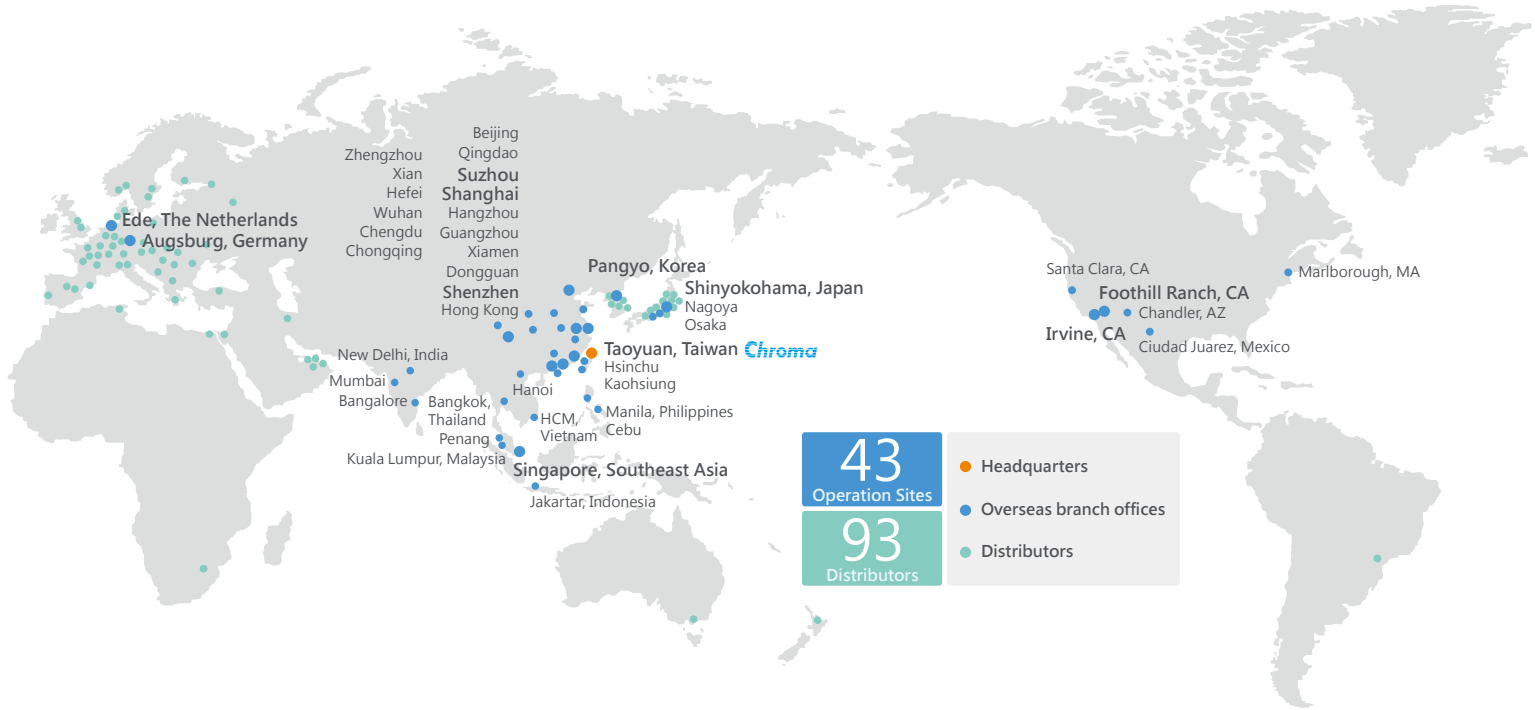 Beijing
Qingdao
Suzhou
Shanghai
Hangzhou
Guangzhou
Xiamen
Dongguan
Shenzhen
Hong Kong
Zhengzhou
Xian
Hefei
Wuhan
Chengdu
Chongqing
Ede, The Netherlands
Augsburg, Germany
Pangyo, Korea
Shinyokohama, Japan
Nagoya
Osaka
Taoyuan, Taiwan Chroma
Hsinchu
Kaohsiung
New Delhi, India
Mumbai
Bangalore
Bangkok,
Thailand
Penang
Kuala Lumpur, Malaysia
Hanoi
HCM,
Vietnam
Manila, Philippines
Cebu
Singapore, Southeast Asia
Jakartar, Indonesia
Santa Clara, CA
Foothill Ranch, CA
Irvine, CA
Chandler, AZ
Ciudad Juarez, Mexico
Marlborough, MA
43
Operation Sites
93
Distributors
Headquarters
Overseas branch offices
Distributors